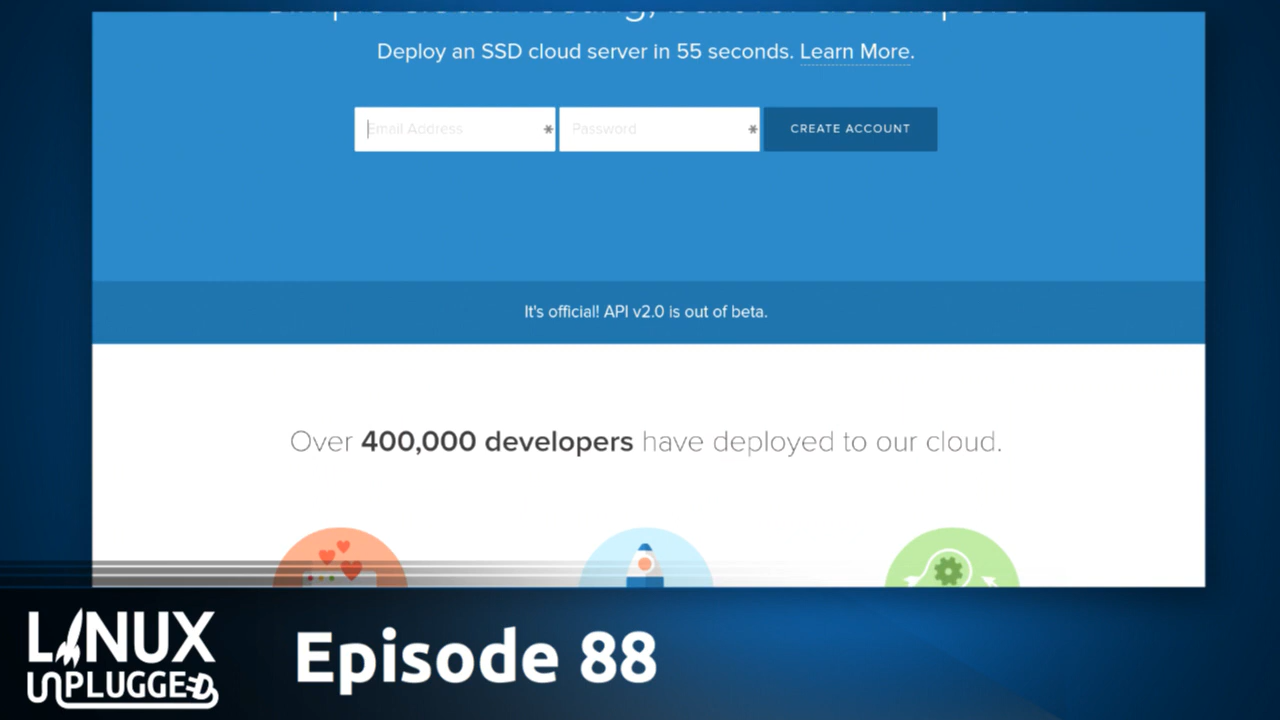 Deploy an SSD cloud server in 55 seconds. Learn More.
Email Address * Password * CREATE ACCOUNT
It's official! API v2.0 is out of beta.
Over 400,000 developers have deployed to our cloud.
LINUX
UNPLUGGED
Episode 88